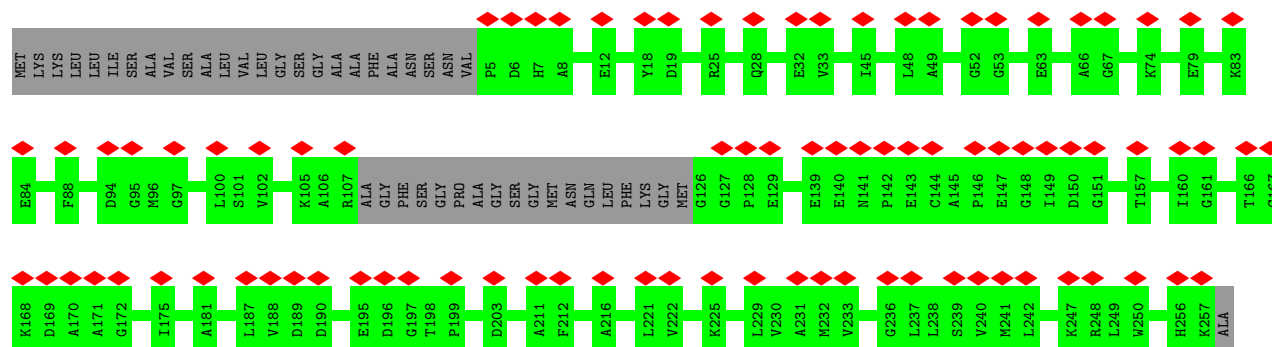 MET LYS LYS LEU LEU ILE SER ALA VAL SER ALA LEU VAL LEU GLY SER GLY ALA ALA PHE ALA ASN SER ASN VAL P5 D6 H7 A8 E12 Y18 D19 R25 Q28 E32 V33 I45 L48 A49 G52 G53 E63 A66 G67 K74 E79 K83
E84 F88 D94 G95 M96 G97 L100 S101 V102 K105 A106 R107 ALA GLY PHE SER GLY PRO ALA GLY SER GLY MET ASN GLN LEU PHE LYS GLY MET G126 G127 P128 E129 E139 E140 N141 P142 E143 C144 A145 P146 E147 G148 I149 D150 G151 T157 I160 G161 T166 G167
K168 D169 A170 A171 G172 I175 A181 L187 V188 D189 D190 E195 D196 G197 T198 P199 D203 A211 F212 A216 L221 V222 K225 L229 V230 A231 M232 V233 G236 L237 L238 S239 V240 M241 L242 K247 R248 L249 W250 H256 K257 ALA